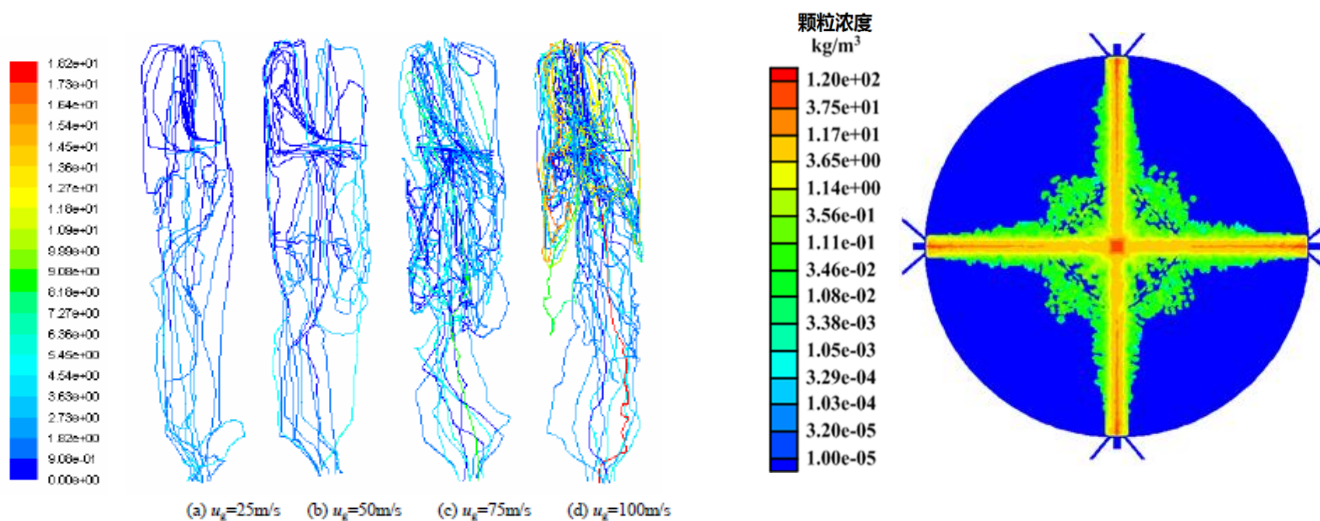 1.82e+01
1.73e+01
1.64e+01
1.54e+01
1.45e+01
1.36e+01
1.27e+01
1.18e+01
1.09e+01
9.99e+00
9.08e+00
8.18e+00
7.27e+00
6.36e+00
5.45e+00
4.54e+00
3.63e+00
2.73e+00
1.82e+00
9.08e-01
0.00e+00
(a) ug=25m/s
(b) ug=50m/s
(c) ug=75m/s
(d) ug=100m/s
颗粒浓度
kg/m³
1.20e+02
3.75e+01
1.17e+01
3.65e+00
1.14e+00
3.56e-01
1.11e-01
3.46e-02
1.08e-02
3.38e-03
1.05e-03
3.29e-04
1.03e-04
3.20e-05
1.00e-05